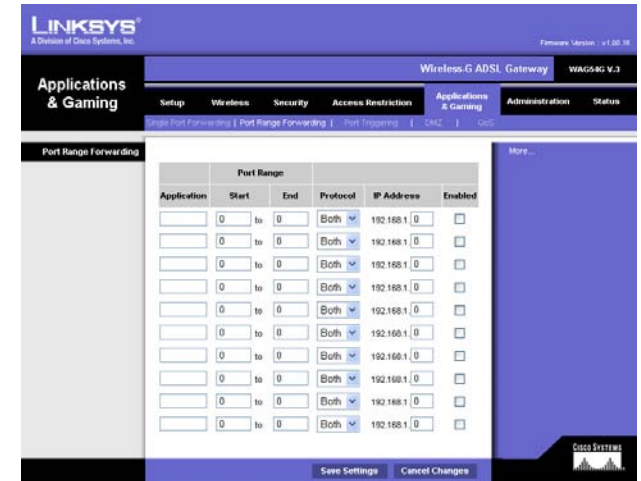 LINKSYS®
A Division of Cisco Systems, Inc.
Firmware Version : v1.00.16
Applications & Gaming
Wireless-G ADSL Gateway WAG54G V.3
Setup Wireless Security Access Restriction Applications & Gaming Administration Status
Single Port Forwarding | Port Range Forwarding | Port Triggering | DMZ | QoS
Port Range Forwarding
More...
Port Range
Application Start End Protocol IP Address Enabled
0 to 0 Both 192.168.1. 0
0 to 0 Both 192.168.1. 0
0 to 0 Both 192.168.1. 0
0 to 0 Both 192.168.1. 0
0 to 0 Both 192.168.1. 0
0 to 0 Both 192.168.1. 0
0 to 0 Both 192.168.1. 0
0 to 0 Both 192.168.1. 0
0 to 0 Both 192.168.1. 0
0 to 0 Both 192.168.1. 0
Save Settings Cancel Changes
CISCO SYSTEMS